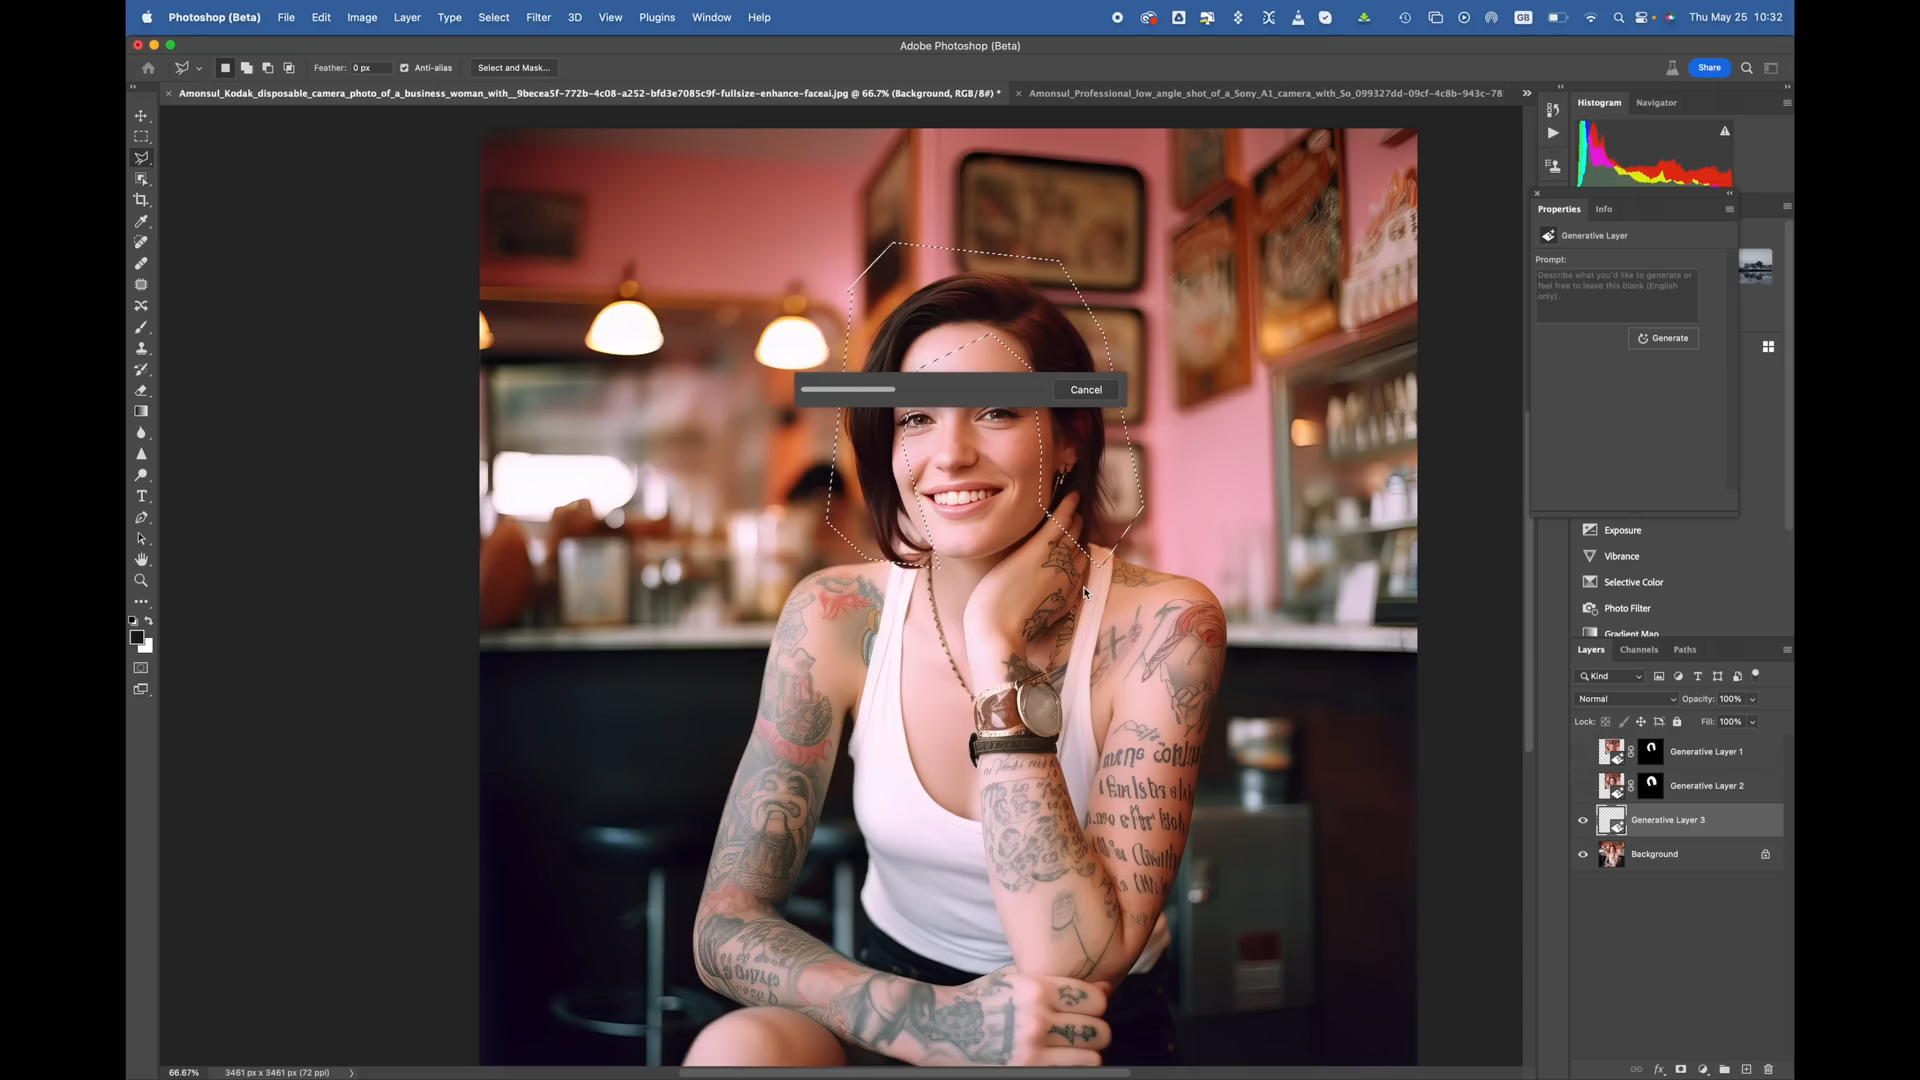 Photoshop (Beta) File Edit Image Layer Type Select Filter 3D View Plugins Window Help GB Thu May 25 10:32
Adobe Photoshop (Beta)
Feather: 0 px Anti-alias Select and Mask... Share
Amonsul_Kodak_disposable_camera_photo_of_a_business_woman_with__9becea5f-772b-4c08-a252-bfd3e7085c9f-fullsize-enhance-faceai.jpg @ 66.7% (Background, RGB/8#) * Amonsul_Professional_low_angle_shot_of_a_Sony_A1_camera_with_So_099327dd-09cf-4c8b-943c-78
Histogram Navigator
Properties Info
Generative Layer
Prompt:
Describe what you'd like to generate or
feel free to leave this blank (English
only).
Generate
Cancel
Exposure
Vibrance
Selective Color
Photo Filter
Gradient Map
Layers Channels Paths
Kind
Normal Opacity: 100%
Lock: Fill: 100%
Generative Layer 1
Generative Layer 2
Generative Layer 3
Background
66.67% 3461 px x 3461 px (72 ppi)